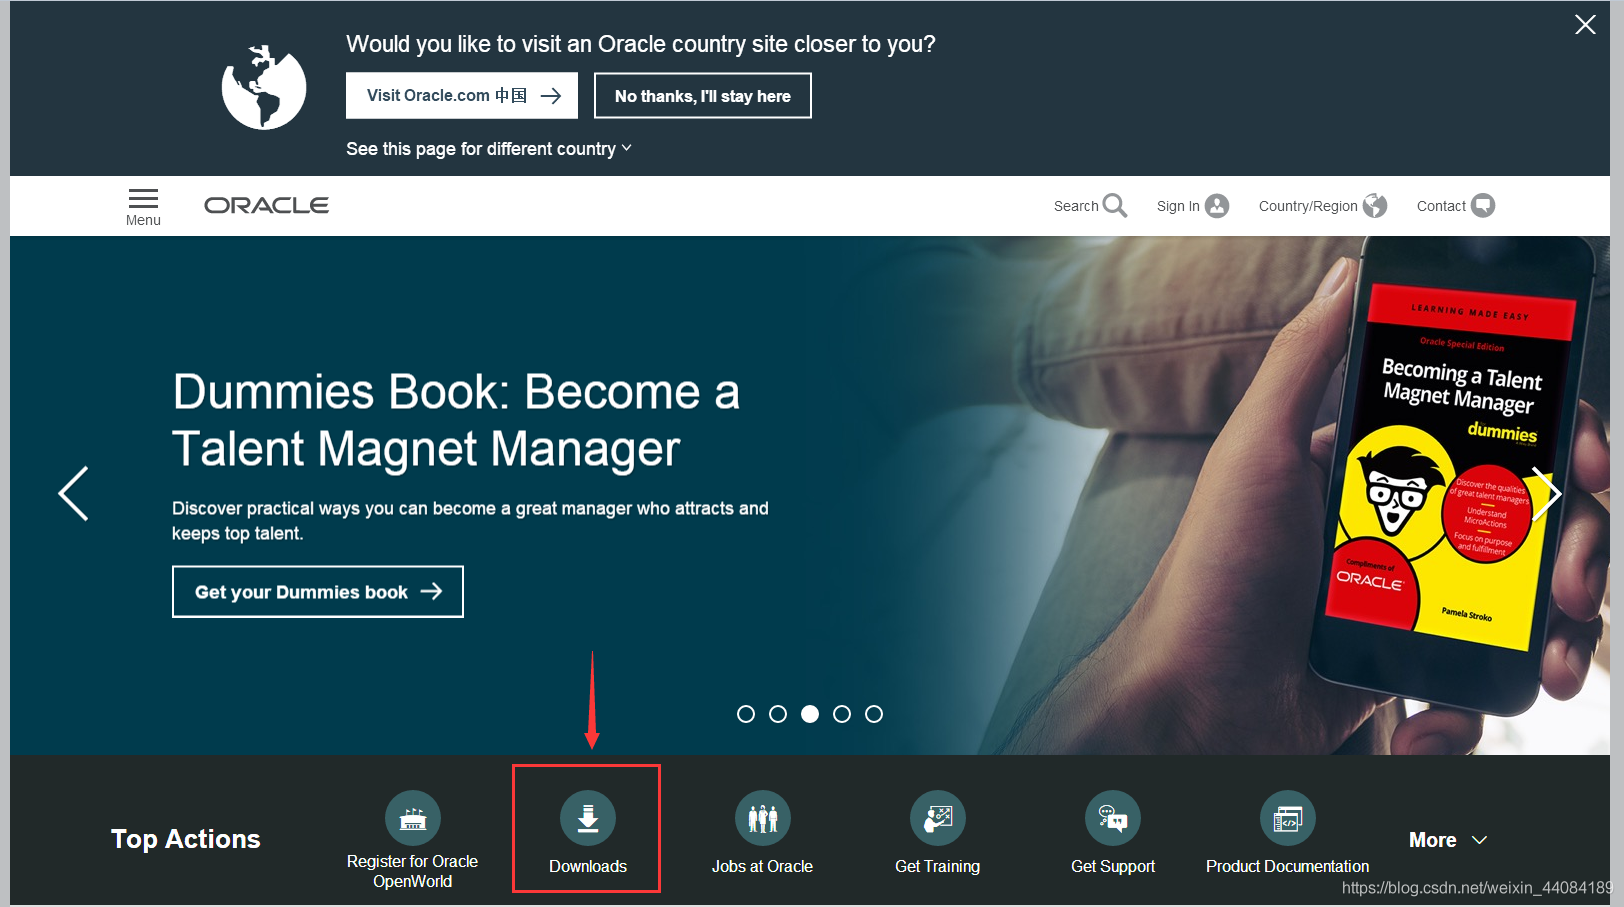 Would you like to visit an Oracle country site closer to you?
Visit Oracle.com 中国
No thanks, I'll stay here
See this page for different country
Menu
ORACLE
Search
Sign In
Country/Region
Contact
Dummies Book: Become a
Talent Magnet Manager
Discover practical ways you can become a great manager who attracts and
keeps top talent.
Get your Dummies book
LEARNING MADE EASY
Oracle Special Edition
Becoming a Talent
Magnet Manager
dummies
Discover the qualities
of great talent managers
Understand
MicroActions
Focus on purpose
and fulfillment
Compliments of
ORACLE
Pamela Stroko
Top Actions
Register for Oracle
OpenWorld
Downloads
Jobs at Oracle
Get Training
Get Support
Product Documentation
More
https://blog.csdn.net/weixin_44084189